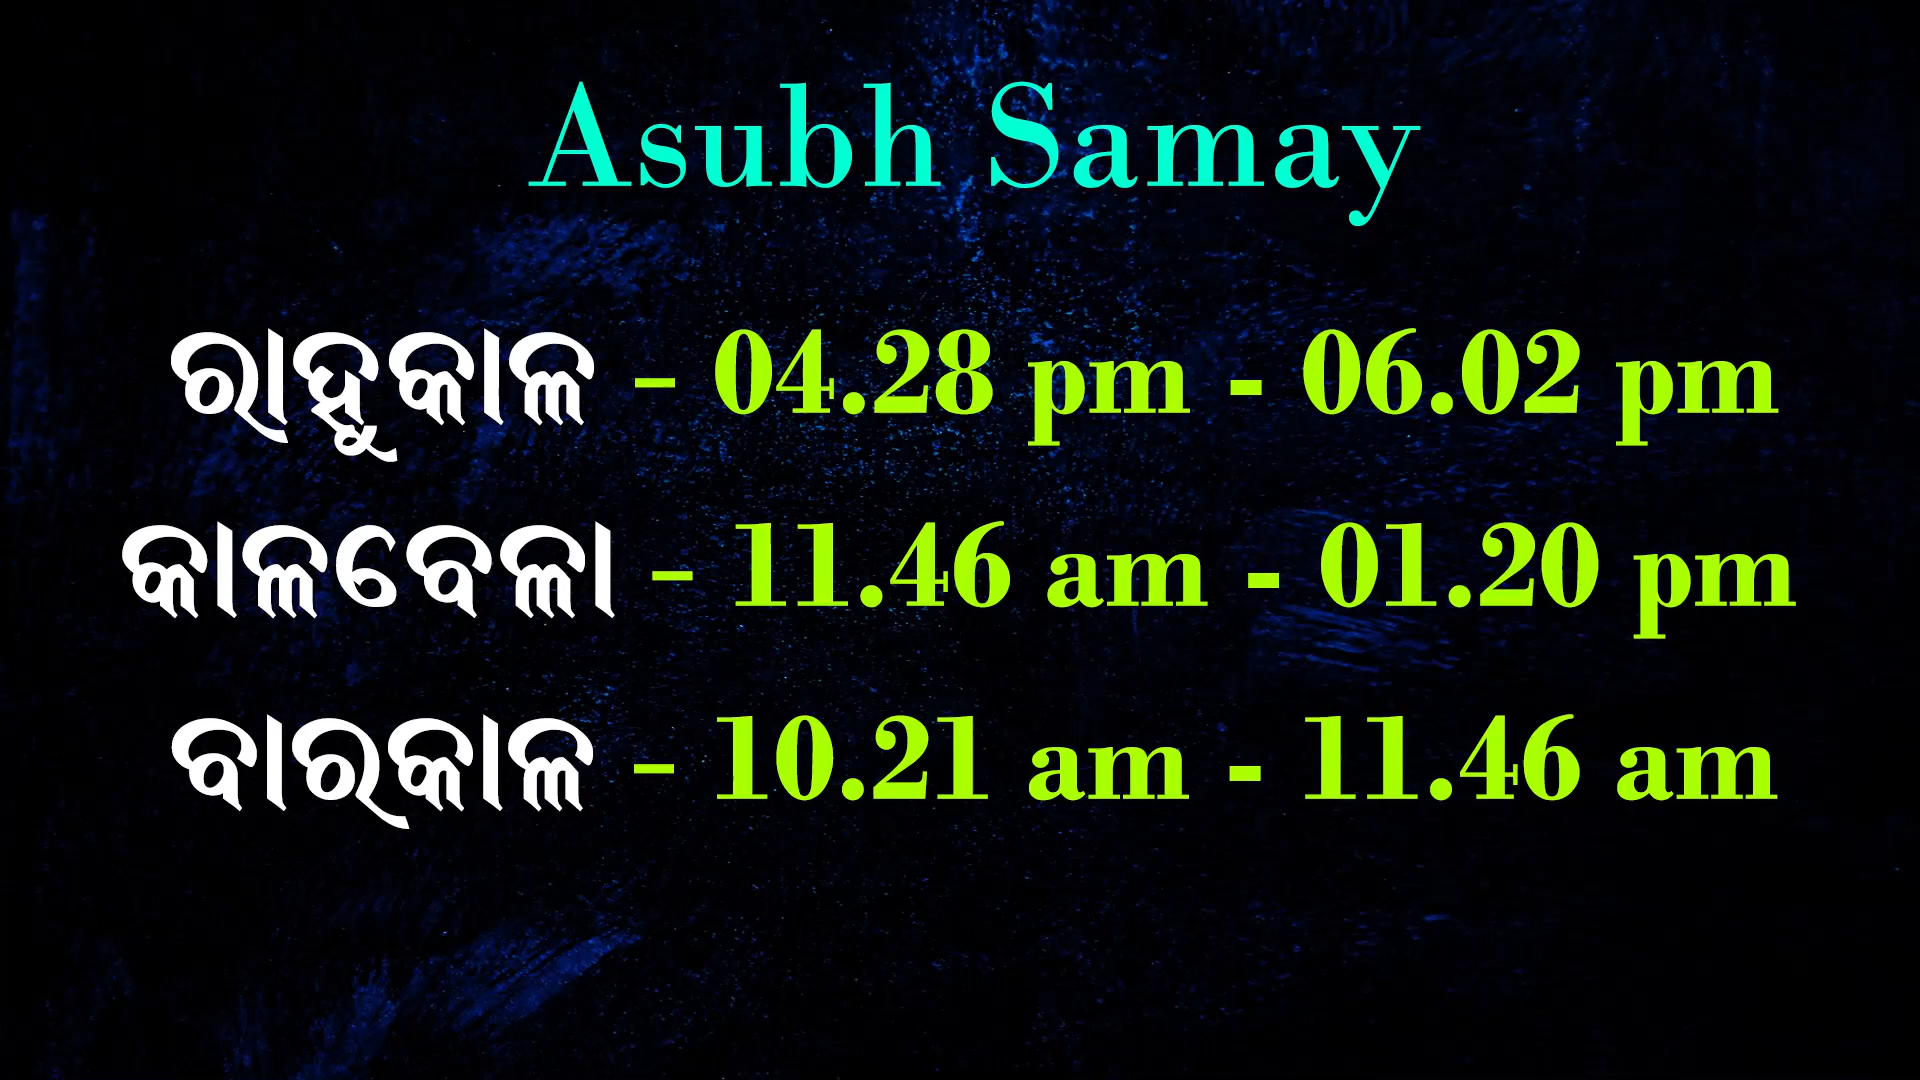 Asubh Samay
ରାହୁକାଳ – 04.28 pm - 06.02 pm
କାଳବେଳା – 11.46 am - 01.20 pm
ବାରକାଳ – 10.21 am - 11.46 am